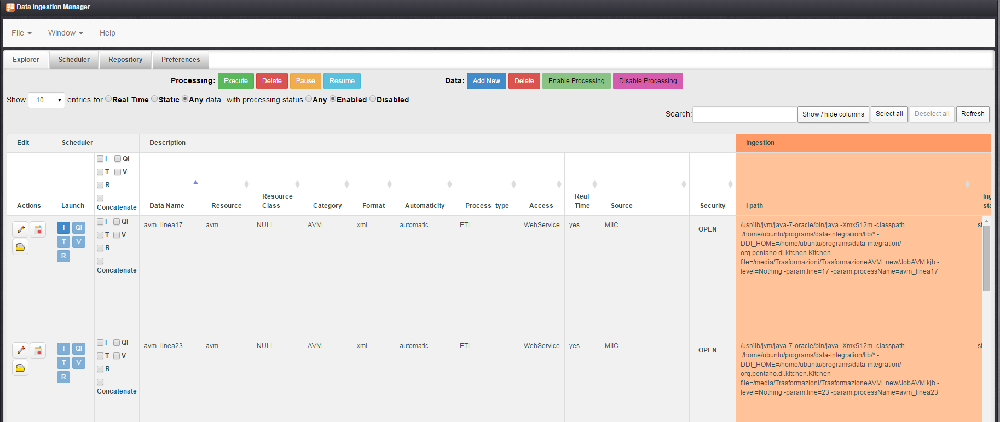 Data Ingestion Manager
File Window Help
Explorer Scheduler Repository Preferences
Processing: Execute Delete Pause Resume Data: Add New Delete Enable Processing Disable Processing
Show 10 entries for Real Time Static Any data with processing status Any Enabled Disabled
Search: Show / hide columns Select all Deselect all Refresh
Edit Scheduler Description Ingestion
I QI
T V
R
Concatenate
Actions Launch Data Name Resource Resource Class Category Format Automaticity Process_type Access Real Time Source Security I path
I QI
T V
R
I QI
T V
R
Concatenate
avm_linea17 avm NULL AVM xml automatic ETL WebService yes MIIC OPEN
/usr/lib/jvm/java-7-oracle/bin/java -Xmx512m -classpath
:/home/ubuntu/programs/data-integration/lib/* -
DDI_HOME=/home/ubuntu/programs/data-integration/
org.pentaho.di.kitchen.Kitchen -
file=/media/Trasformazioni/TrasformazioneAVM_new/JobAVM.kjb -
level=Nothing -param:line=17 -param:processName=avm_linea17
I QI
T V
R
I QI
T V
R
Concatenate
avm_linea23 avm NULL AVM xml automatic ETL WebService yes MIIC OPEN
/usr/lib/jvm/java-7-oracle/bin/java -Xmx512m -classpath
:/home/ubuntu/programs/data-integration/lib/* -
DDI_HOME=/home/ubuntu/programs/data-integration/
org.pentaho.di.kitchen.Kitchen -
file=/media/Trasformazioni/TrasformazioneAVM_new/JobAVM.kjb -
level=Nothing -param:line=23 -param:processName=avm_linea23